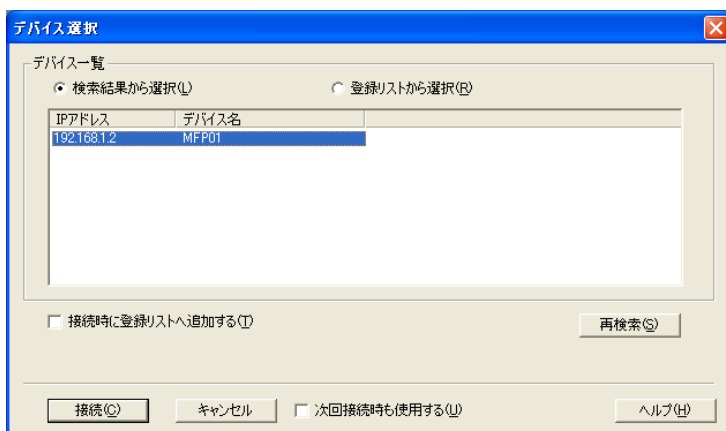 デバイス選択
デバイス一覧
検索結果から選択(L) 登録リストから選択(R)
IPアドレス デバイス名
192.168.1.2 MFP01
接続時に登録リストへ追加する(T) 再検索(S)
接続(C) キャンセル 次回接続時も使用する(U) ヘルプ(H)